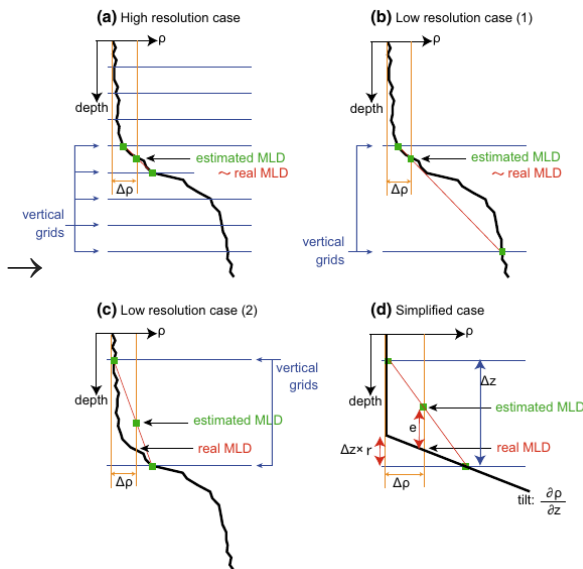 (a) High resolution case
ρ
depth
estimated MLD
~ real MLD
Δρ
vertical
grids
(b) Low resolution case (1)
ρ
depth
estimated MLD
~ real MLD
Δρ
vertical
grids
(c) Low resolution case (2)
ρ
depth
vertical
grids
estimated MLD
real MLD
Δρ
(d) Simplified case
ρ
depth
Δz
estimated MLD
e
real MLD
Δz× r
Δρ
tilt: ∂ρ/∂z